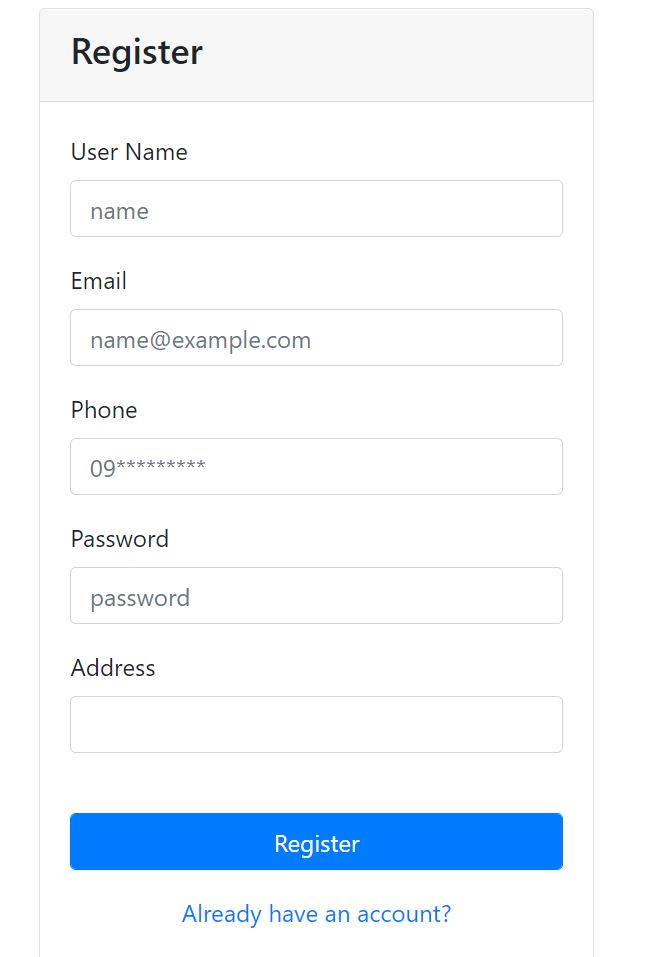 Register
User Name
name
Email
name@example.com
Phone
09*********
Password
password
Address
Register
Already have an account?